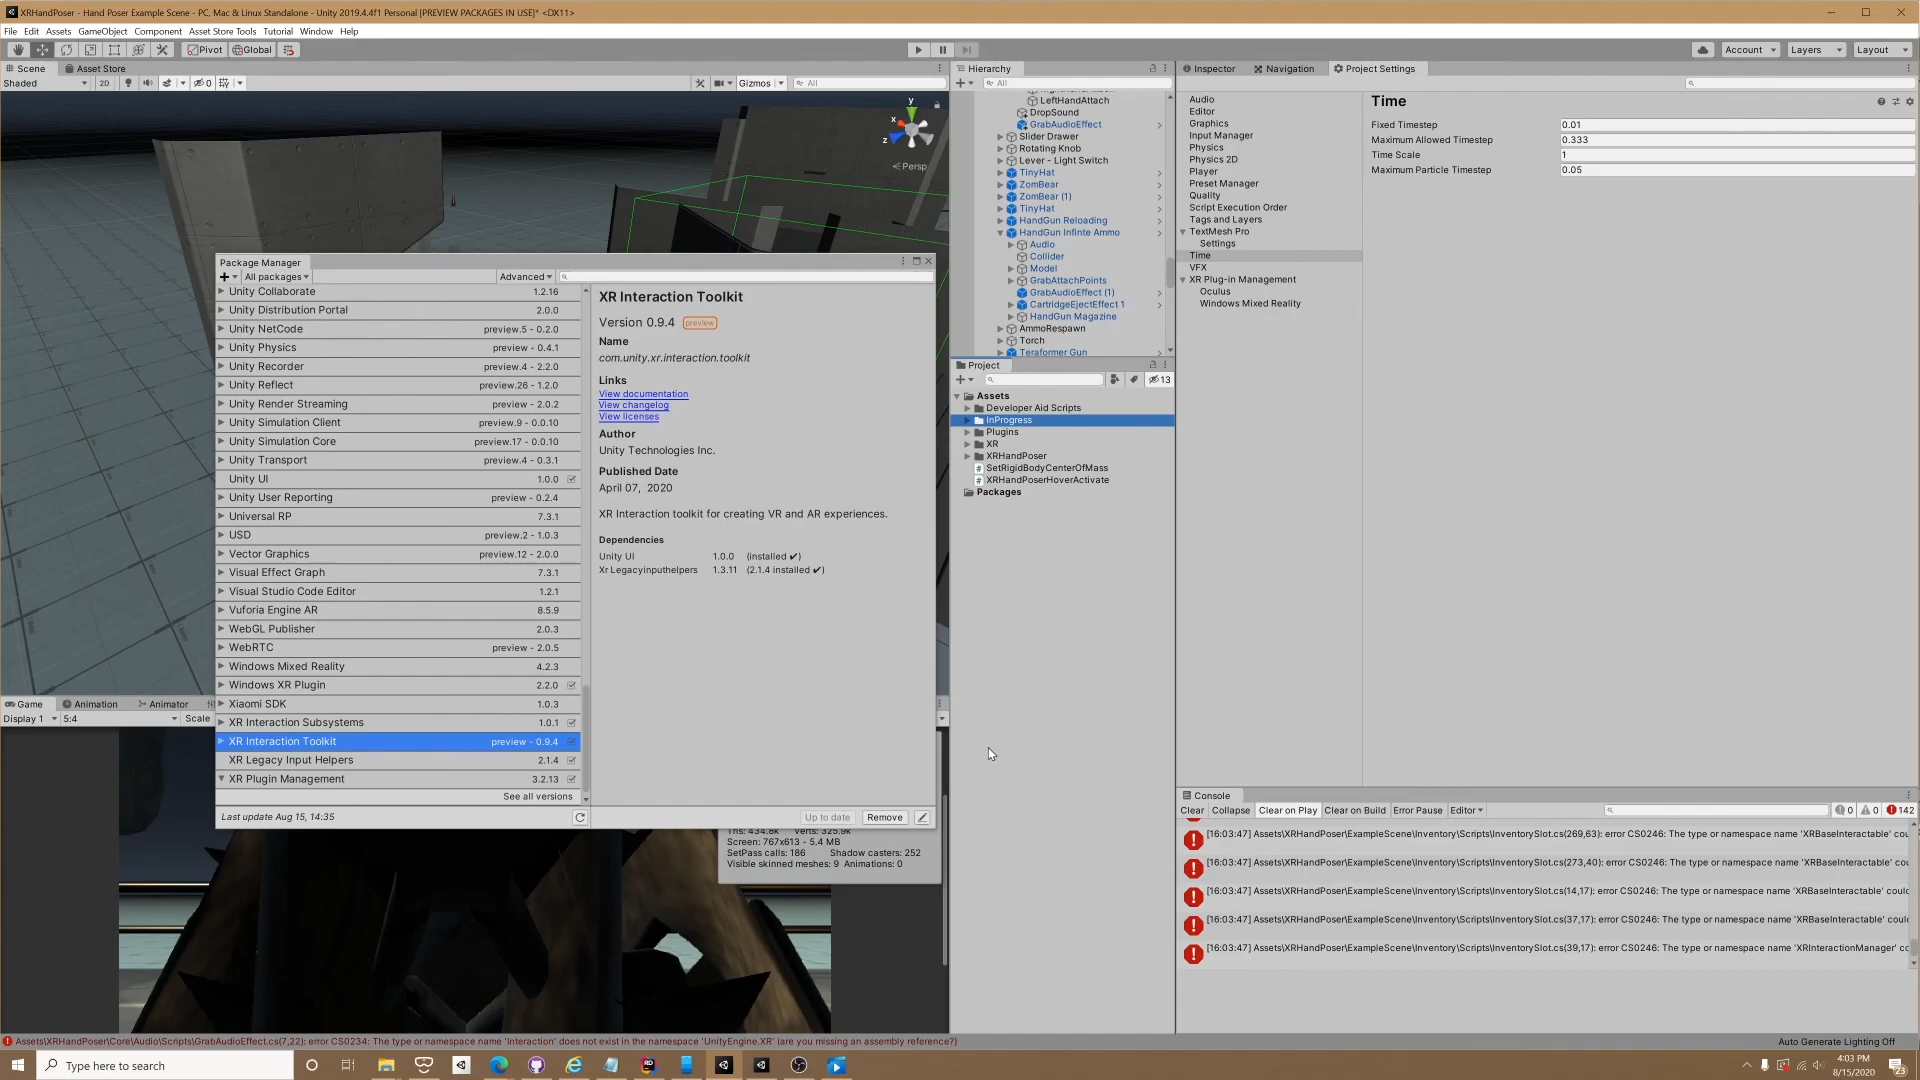 XRHandPoser - Hand Poser Example Scene - PC, Mac & Linux Standalone - Unity 2019.4.4f1 Personal [PREVIEW PACKAGES IN USE]* <DX11>
File Edit Assets GameObject Component Asset Store Tools Tutorial Window Help
Pivot Global Account Layers Layout
Scene Asset Store
Shaded 2D 0 Gizmos All
y
x
z
Persp
Hierarchy
All
LeftHandAttach
DropSound
GrabAudioEffect
Slider Drawer
Rotating Knob
Lever - Light Switch
TinyHat
ZomBear
ZomBear (1)
TinyHat
HandGun Reloading
HandGun Infinte Ammo
Audio
Collider
Model
GrabAttachPoints
GrabAudioEffect (1)
CartridgeEjectEffect 1
HandGun Magazine
AmmoRespawn
Torch
Teraformer Gun
Project
13
Assets
Developer Aid Scripts
InProgress
Plugins
XR
XRHandPoser
SetRigidBodyCenterOfMass
XRHandPoserHoverActivate
Packages
Inspector Navigation Project Settings
Audio
Editor
Graphics
Input Manager
Physics
Physics 2D
Player
Preset Manager
Quality
Script Execution Order
Tags and Layers
TextMesh Pro
Settings
Time
VFX
XR Plug-in Management
Oculus
Windows Mixed Reality
Time
Fixed Timestep 0.01
Maximum Allowed Timestep 0.333
Time Scale 1
Maximum Particle Timestep 0.05
Package Manager
All packages Advanced
Unity Collaborate 1.2.16
Unity Distribution Portal 2.0.0
Unity NetCode preview.5 - 0.2.0
Unity Physics preview - 0.4.1
Unity Recorder preview.4 - 2.2.0
Unity Reflect preview.26 - 1.2.0
Unity Render Streaming preview - 2.0.2
Unity Simulation Client preview.9 - 0.0.10
Unity Simulation Core preview.17 - 0.0.10
Unity Transport preview.4 - 0.3.1
Unity UI 1.0.0
Unity User Reporting preview - 0.2.4
Universal RP 7.3.1
USD preview.2 - 1.0.3
Vector Graphics preview.12 - 2.0.0
Visual Effect Graph 7.3.1
Visual Studio Code Editor 1.2.1
Vuforia Engine AR 8.5.9
WebGL Publisher 2.0.3
WebRTC preview - 2.0.5
Windows Mixed Reality 4.2.3
Windows XR Plugin 2.2.0
Xiaomi SDK 1.0.3
XR Interaction Subsystems 1.0.1
XR Interaction Toolkit preview - 0.9.4
XR Legacy Input Helpers 2.1.4
XR Plugin Management 3.2.13
See all versions
Last update Aug 15, 14:35
XR Interaction Toolkit
Version 0.9.4 preview
Name
com.unity.xr.interaction.toolkit
Links
View documentation
View changelog
View licenses
Author
Unity Technologies Inc.
Published Date
April 07, 2020
XR Interaction toolkit for creating VR and AR experiences.
Dependencies
Unity UI 1.0.0 (installed ✔)
Xr Legacyinputhelpers 1.3.11 (2.1.4 installed ✔)
Up to date Remove
Game Animation Animator
Display 1 5:4 Scale
Tris: 434.8k Verts: 325.9k
Screen: 767x613 - 5.4 MB
SetPass calls: 186 Shadow casters: 252
Visible skinned meshes: 9 Animations: 0
Console
Clear Collapse Clear on Play Clear on Build Error Pause Editor 0 0 142
[16:03:47] Assets\XRHandPoser\ExampleScene\Inventory\Scripts\InventorySlot.cs(269,63): error CS0246: The type or namespace name 'XRBaseInteractable' cou
[16:03:47] Assets\XRHandPoser\ExampleScene\Inventory\Scripts\InventorySlot.cs(273,40): error CS0246: The type or namespace name 'XRBaseInteractable' cou
[16:03:47] Assets\XRHandPoser\ExampleScene\Inventory\Scripts\InventorySlot.cs(14,17): error CS0246: The type or namespace name 'XRBaseInteractable' coul
[16:03:47] Assets\XRHandPoser\ExampleScene\Inventory\Scripts\InventorySlot.cs(37,17): error CS0246: The type or namespace name 'XRBaseInteractable' coul
[16:03:47] Assets\XRHandPoser\ExampleScene\Inventory\Scripts\InventorySlot.cs(39,17): error CS0246: The type or namespace name 'XRInteractionManager' co
Assets\XRHandPoser\Core\Audio\Scripts\GrabAudioEffect.cs(7,22): error CS0234: The type or namespace name 'Interaction' does not exist in the namespace 'UnityEngine.XR' (are you missing an assembly reference?)
Auto Generate Lighting Off
Type here to search
4:03 PM
8/15/2020
23